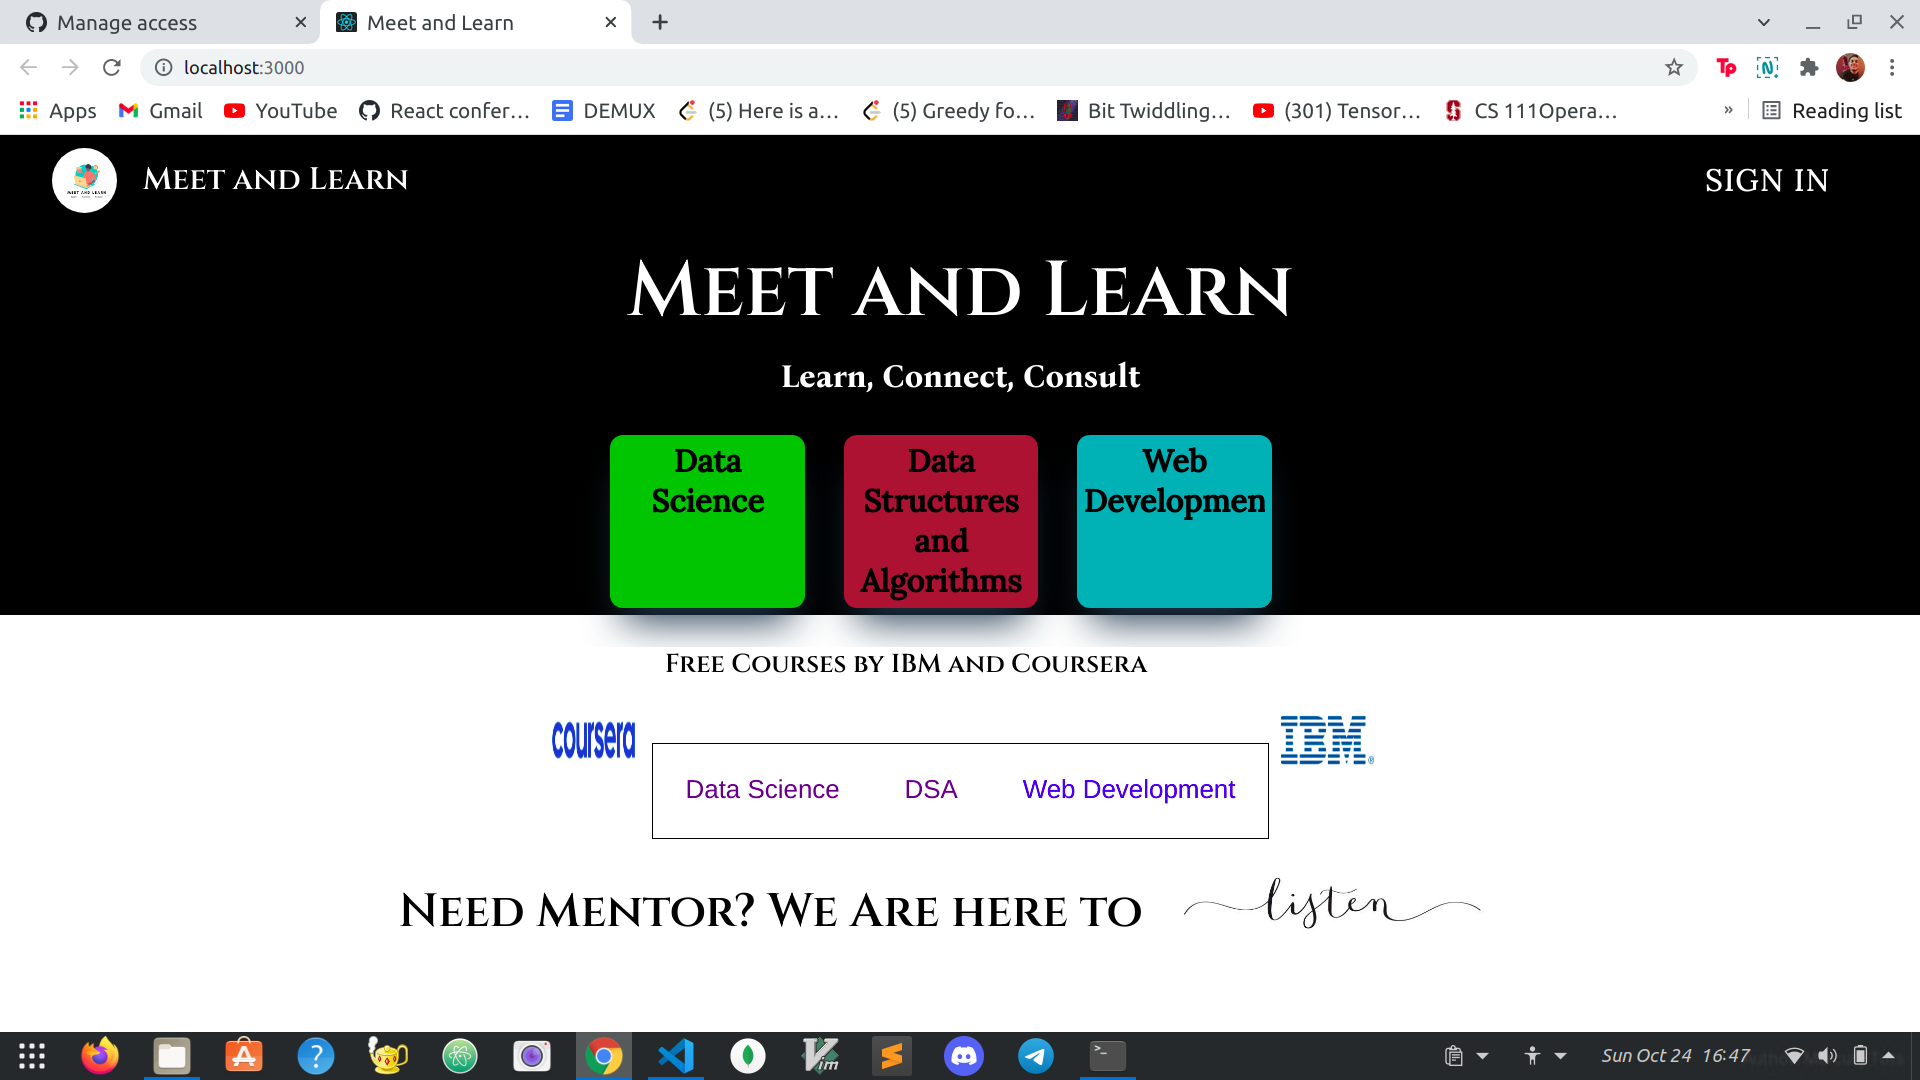 Manage access
Meet and Learn
localhost:3000
Apps
Gmail
YouTube
React confer...
DEMUX
(5) Here is a...
(5) Greedy fo...
Bit Twiddling...
(301) Tensor...
CS 111Opera...
»
Reading list
MEET AND LEARN
Meet and Learn
SIGN IN
Meet and Learn
Learn, Connect, Consult
Data
Science
Data
Structures
and
Algorithms
Web
Developmen
Free Courses by IBM and Coursera
coursera
IBM®
Data Science
DSA
Web Development
Need Mentor? We Are here to
listen
Sun Oct 24 16:47